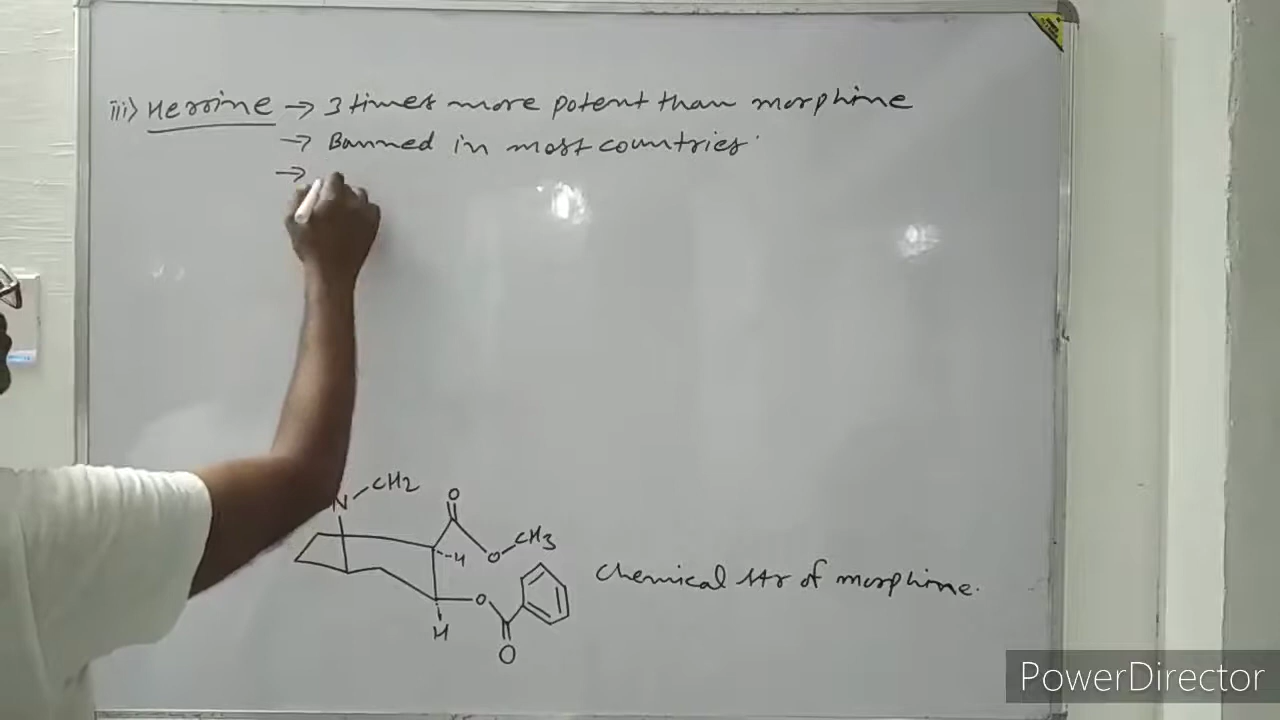 iii) Heroine → 3 times more potent than morphine
→ Banned in most countries.
→
N CH2
O
CH3
H
O
O
H
O
Chemical str of morphine.
PowerDirector